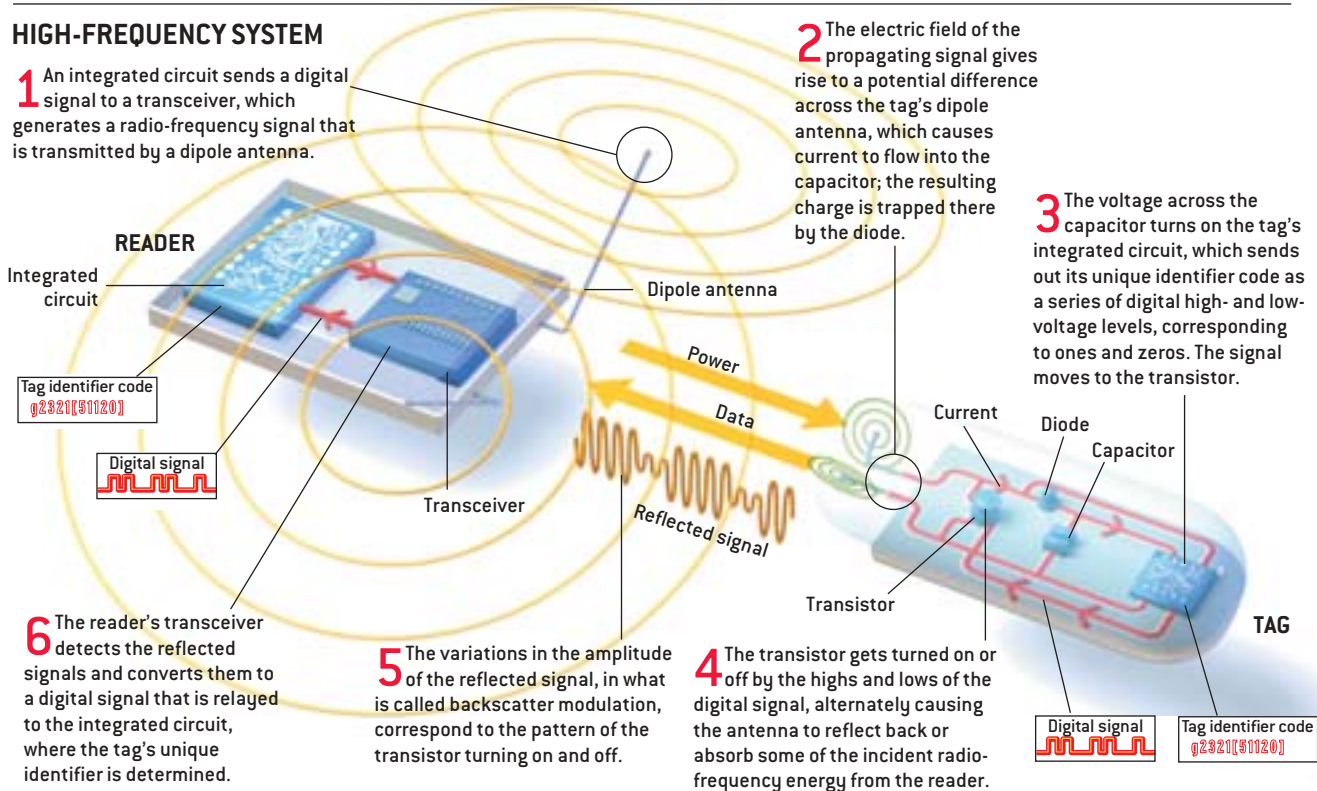 HIGH-FREQUENCY SYSTEM
1 An integrated circuit sends a digital
signal to a transceiver, which
generates a radio-frequency signal that
is transmitted by a dipole antenna.
2 The electric field of the
propagating signal gives
rise to a potential difference
across the tag's dipole
antenna, which causes
current to flow into the
capacitor; the resulting
charge is trapped there
by the diode.
3 The voltage across the
capacitor turns on the tag's
integrated circuit, which sends
out its unique identifier code as
a series of digital high- and low-
voltage levels, corresponding
to ones and zeros. The signal
moves to the transistor.
READER
Integrated
circuit
Dipole antenna
Tag identifier code
g2321[51120]
Digital signal
Transceiver
Power
Data
Reflected signal
Current
Diode
Capacitor
Transistor
TAG
6 The reader's transceiver
detects the reflected
signals and converts them to
a digital signal that is relayed
to the integrated circuit,
where the tag's unique
identifier is determined.
5 The variations in the amplitude
of the reflected signal, in what
is called backscatter modulation,
correspond to the pattern of the
transistor turning on and off.
4 The transistor gets turned on or
off by the highs and lows of the
digital signal, alternately causing
the antenna to reflect back or
absorb some of the incident radio-
frequency energy from the reader.
Digital signal
Tag identifier code
g2321[51120]